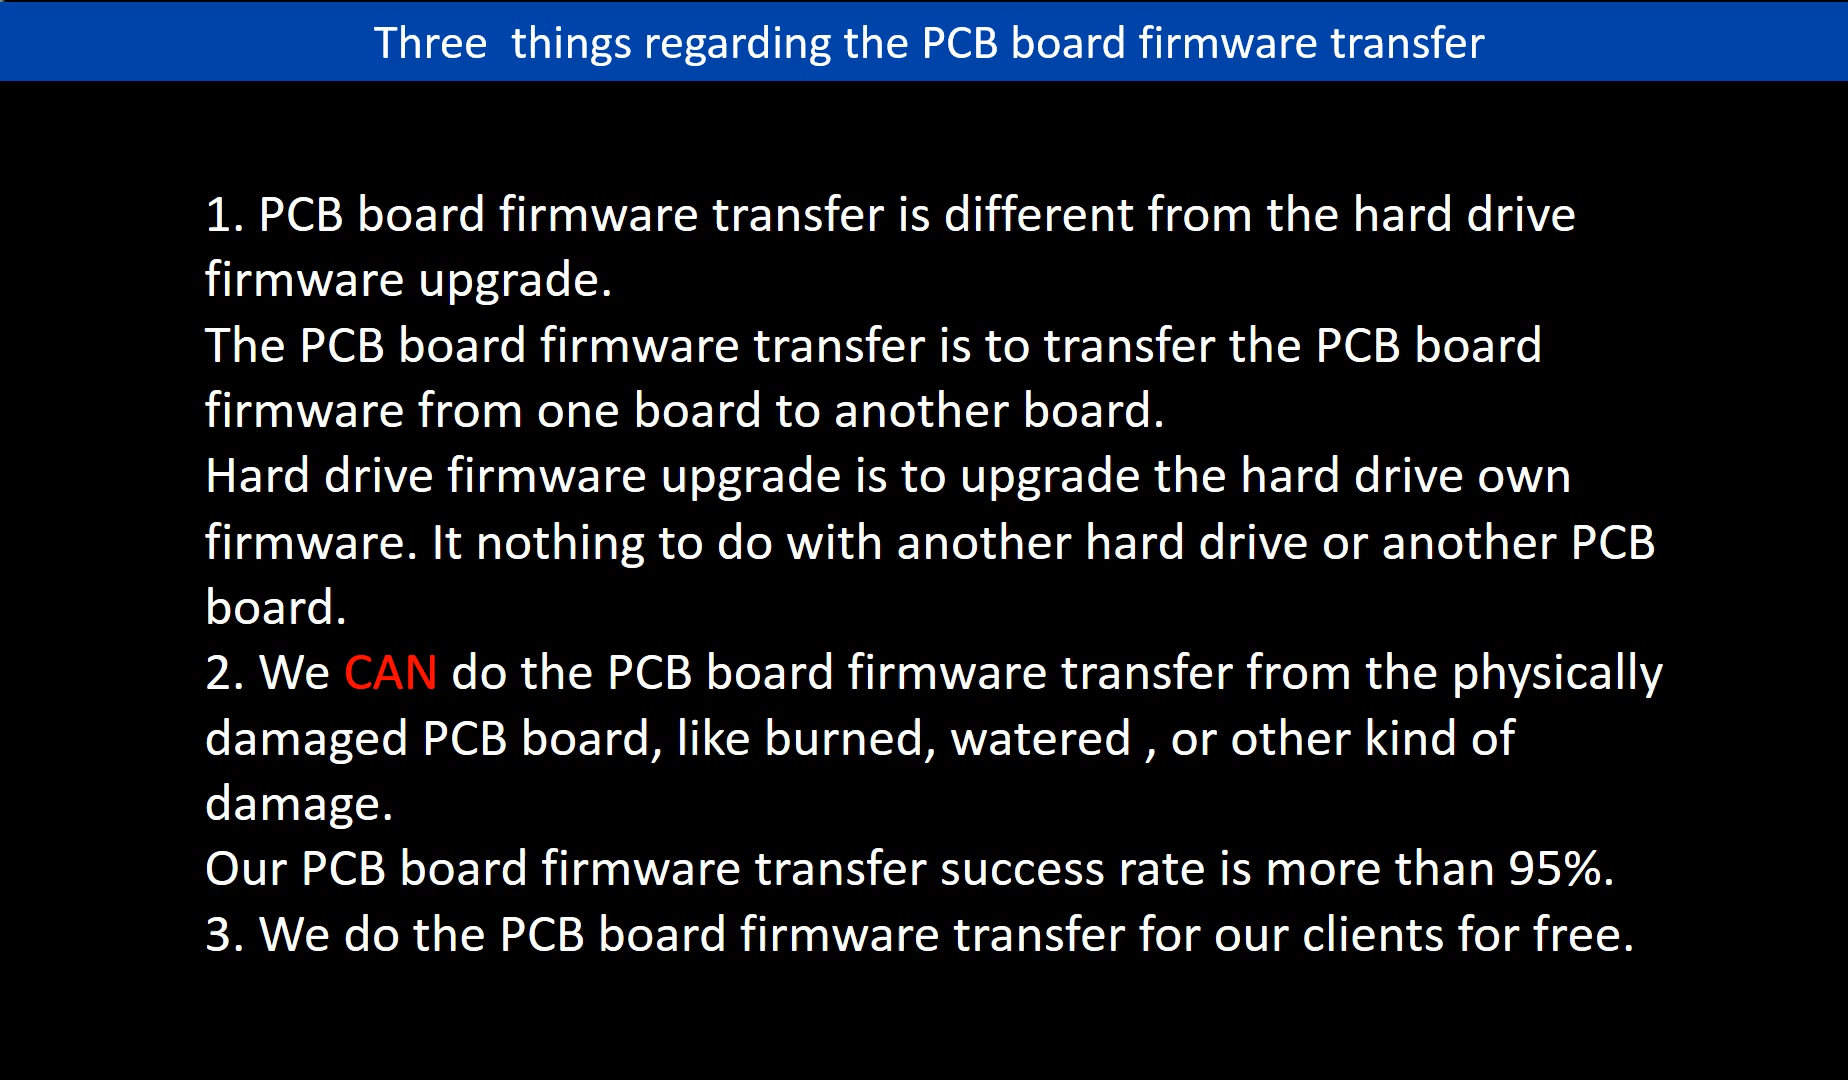 Three  things regarding the PCB board firmware transfer
1. PCB board firmware transfer is different from the hard drive
firmware upgrade.
The PCB board firmware transfer is to transfer the PCB board
firmware from one board to another board.
Hard drive firmware upgrade is to upgrade the hard drive own
firmware. It nothing to do with another hard drive or another PCB
board.
2. We CAN do the PCB board firmware transfer from the physically
damaged PCB board, like burned, watered , or other kind of
damage.
Our PCB board firmware transfer success rate is more than 95%.
3. We do the PCB board firmware transfer for our clients for free.